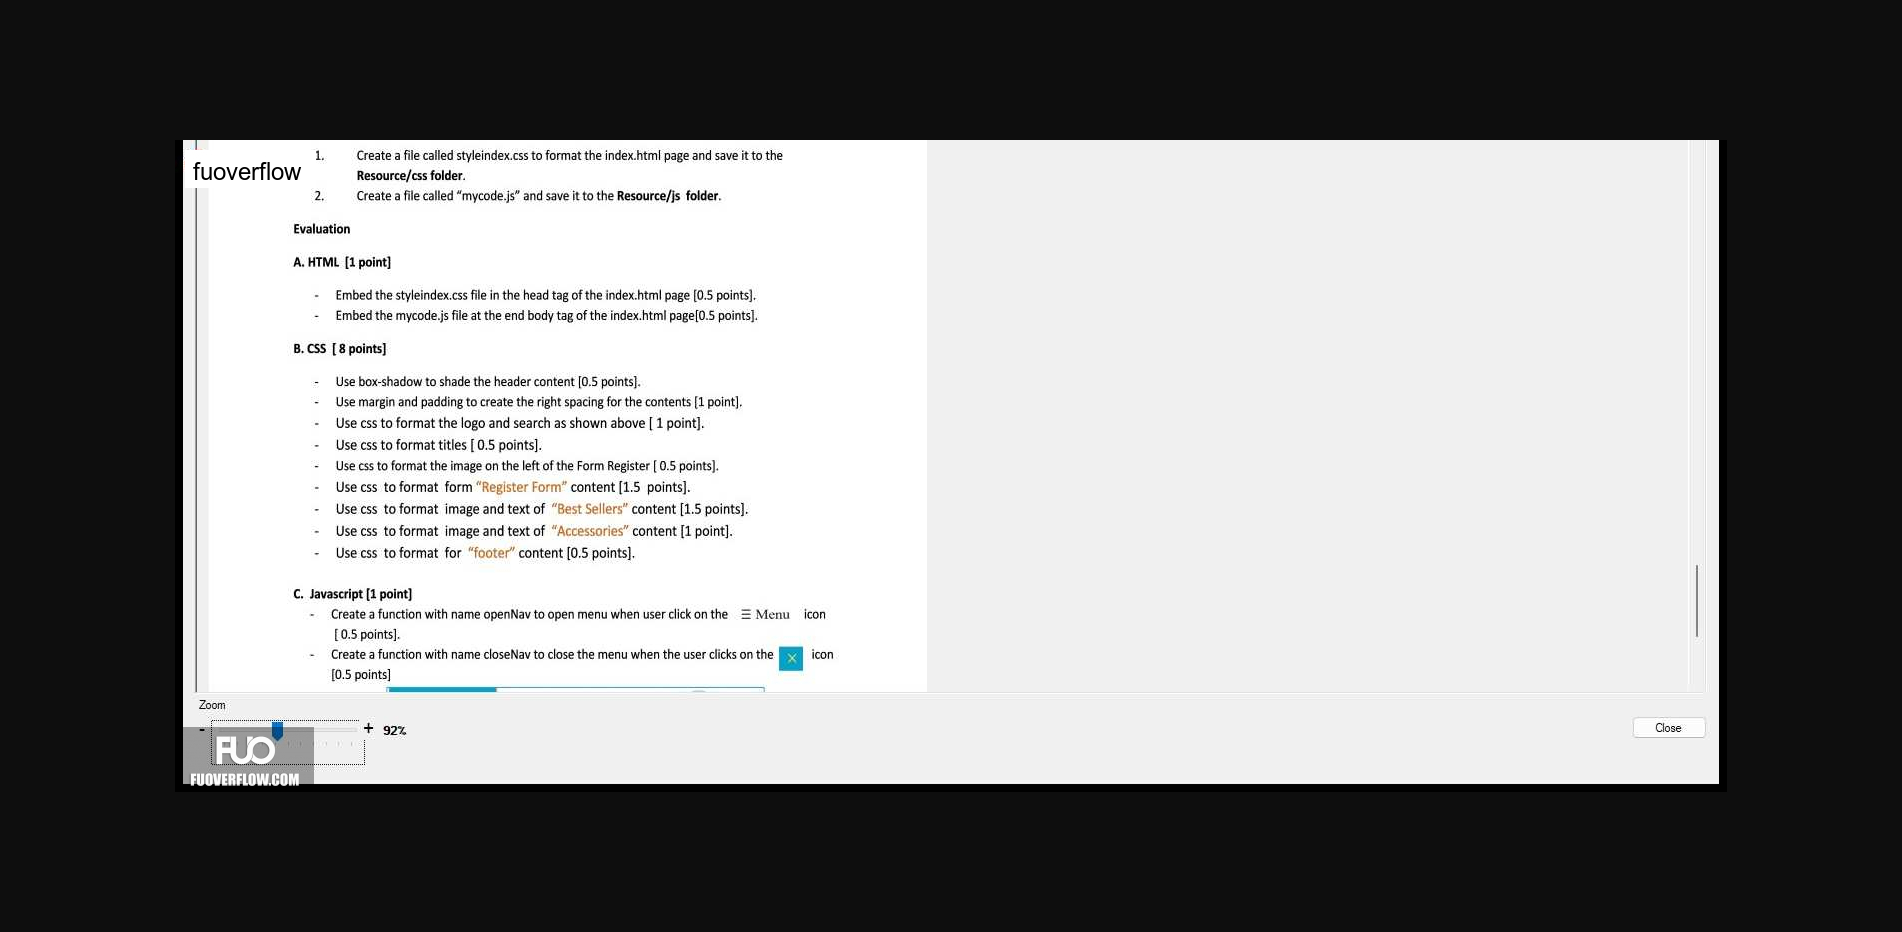 fuoverflow
1. Create a file called styleindex.css to format the index.html page and save it to the
Resource/css folder.
2. Create a file called “mycode.js” and save it to the Resource/js folder.
Evaluation
A. HTML [1 point]
- Embed the styleindex.css file in the head tag of the index.html page [0.5 points].
- Embed the mycode.js file at the end body tag of the index.html page[0.5 points].
B. CSS [ 8 points]
- Use box-shadow to shade the header content [0.5 points].
- Use margin and padding to create the right spacing for the contents [1 point].
- Use css to format the logo and search as shown above [ 1 point].
- Use css to format titles [ 0.5 points].
- Use css to format the image on the left of the Form Register [ 0.5 points].
- Use css to format form “Register Form” content [1.5 points].
- Use css to format image and text of “Best Sellers” content [1.5 points].
- Use css to format image and text of “Accessories” content [1 point].
- Use css to format for “footer” content [0.5 points].
C. Javascript [1 point]
- Create a function with name openNav to open menu when user click on the ☰ Menu icon
[ 0.5 points].
- Create a function with name closeNav to close the menu when the user clicks on the × icon
[0.5 points]
Zoom
- + 92%
Close
FUO
FUOVERFLOW.COM